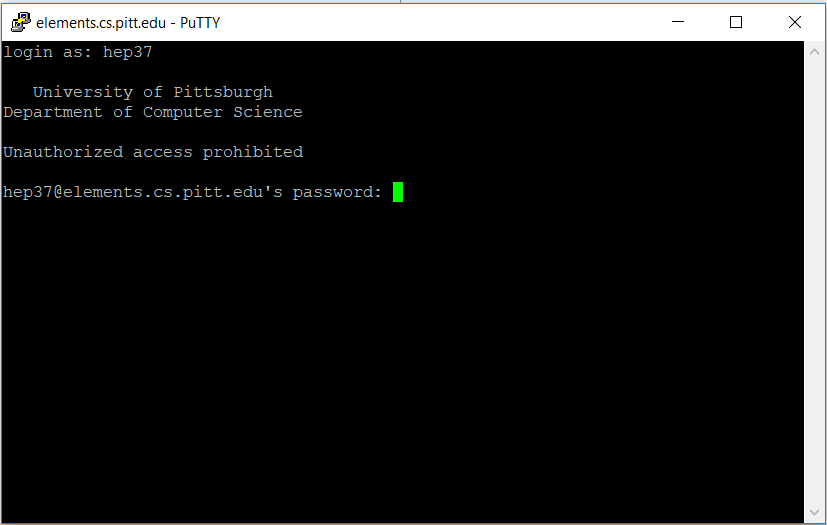 elements.cs.pitt.edu - PuTTY
login as: hep37
University of Pittsburgh
Department of Computer Science
Unauthorized access prohibited
hep37@elements.cs.pitt.edu's password: